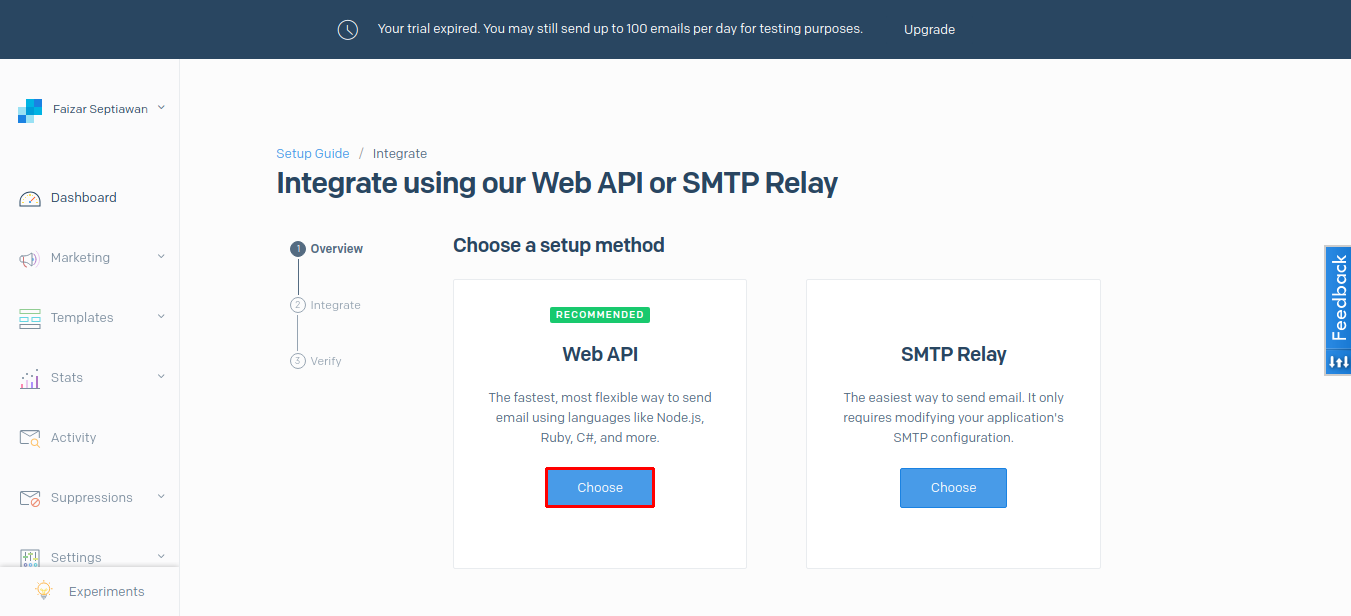 Your trial expired. You may still send up to 100 emails per day for testing purposes. Upgrade
Faizar Septiawan
Dashboard
Marketing
Templates
Stats
Activity
Suppressions
Settings
Experiments
Setup Guide / Integrate
Integrate using our Web API or SMTP Relay
1 Overview
2 Integrate
3 Verify
Choose a setup method
RECOMMENDED
Web API
The fastest, most flexible way to send
email using languages like Node.js,
Ruby, C#, and more.
Choose
SMTP Relay
The easiest way to send email. It only
requires modifying your application's
SMTP configuration.
Choose
Feedback